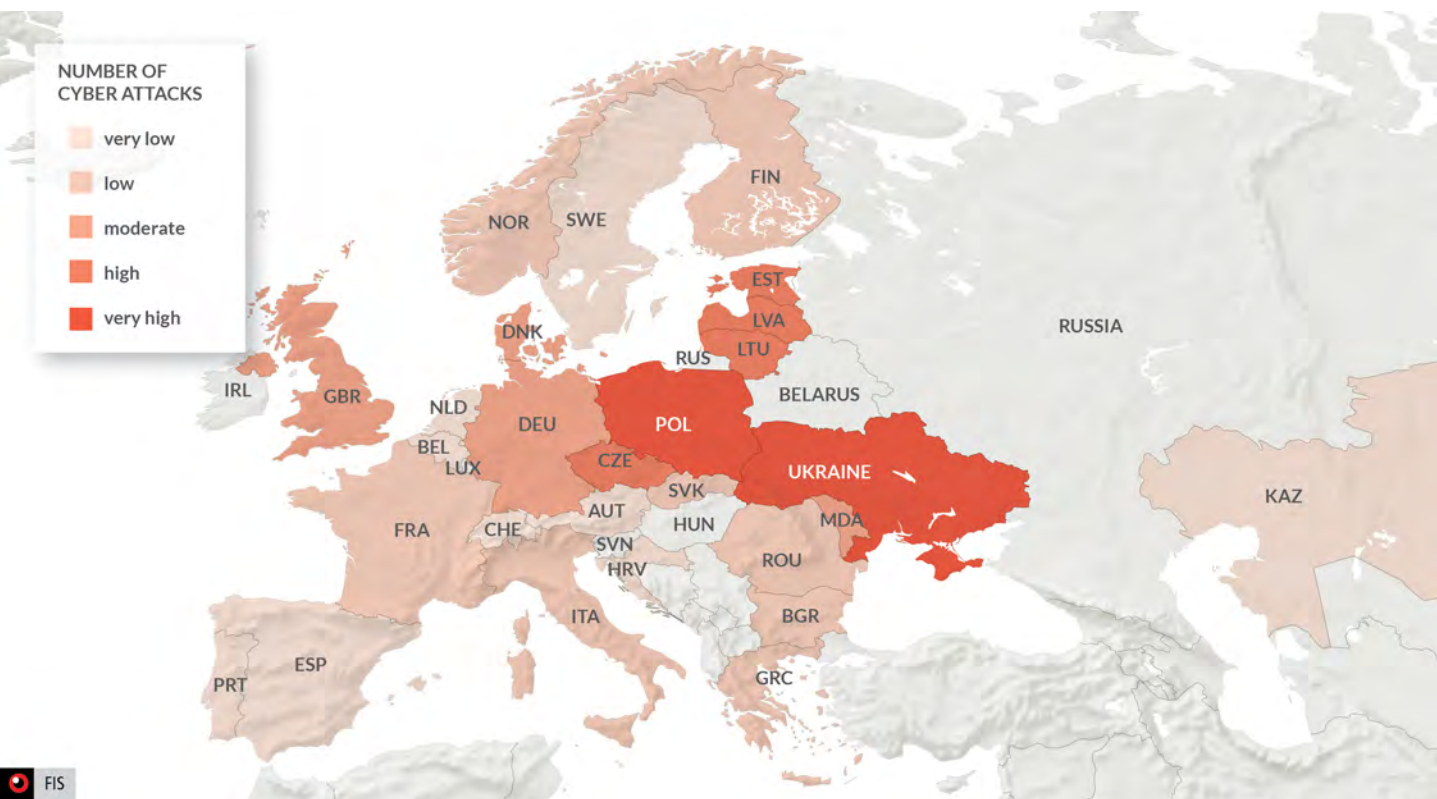 NUMBER OF
CYBER ATTACKS
very low
low
moderate
high
very high
FIN
NOR
SWE
EST
LVA
LTU
DNK
RUS
RUSSIA
IRL
GBR
NLD
BELARUS
BEL
DEU
POL
LUX
CZE
UKRAINE
SVK
KAZ
AUT
FRA
CHE
HUN
MDA
SVN
HRV
ROU
ITA
BGR
ESP
PRT
GRC
FIS